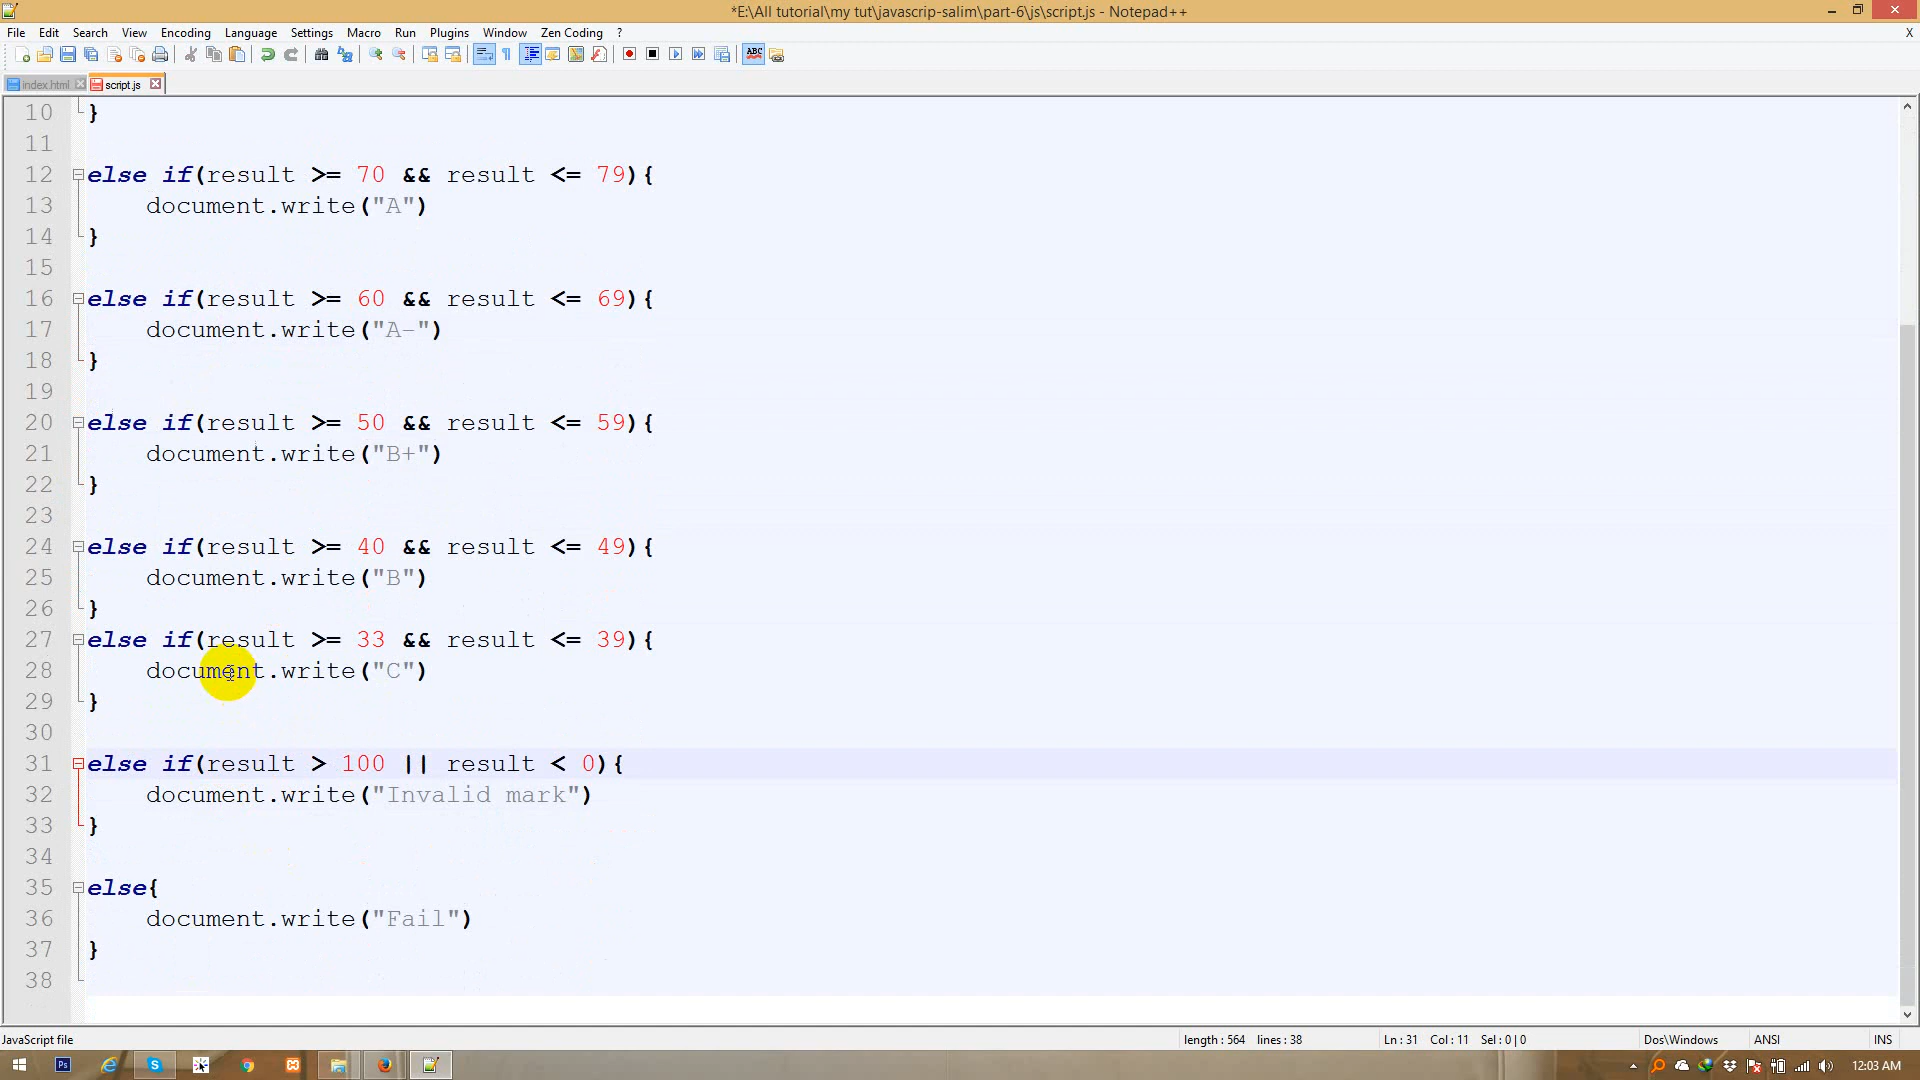 *E:\All tutorial\my tut\javascrip-salim\part-6\js\script.js - Notepad++
File Edit Search View Encoding Language Settings Macro Run Plugins Window Zen Coding ? X
index.html script.js
10 }
11
12 else if(result >= 70 && result <= 79){
13 document.write("A")
14 }
15
16 else if(result >= 60 && result <= 69){
17 document.write("A-")
18 }
19
20 else if(result >= 50 && result <= 59){
21 document.write("B+")
22 }
23
24 else if(result >= 40 && result <= 49){
25 document.write("B")
26 }
27 else if(result >= 33 && result <= 39){
28 document.write("C")
29 }
30
31 else if(result > 100 || result < 0){
32 document.write("Invalid mark")
33 }
34
35 else{
36 document.write("Fail")
37 }
38
JavaScript file length : 564 lines : 38 Ln : 31 Col : 11 Sel : 0 | 0 Dos\Windows ANSI INS
12:03 AM